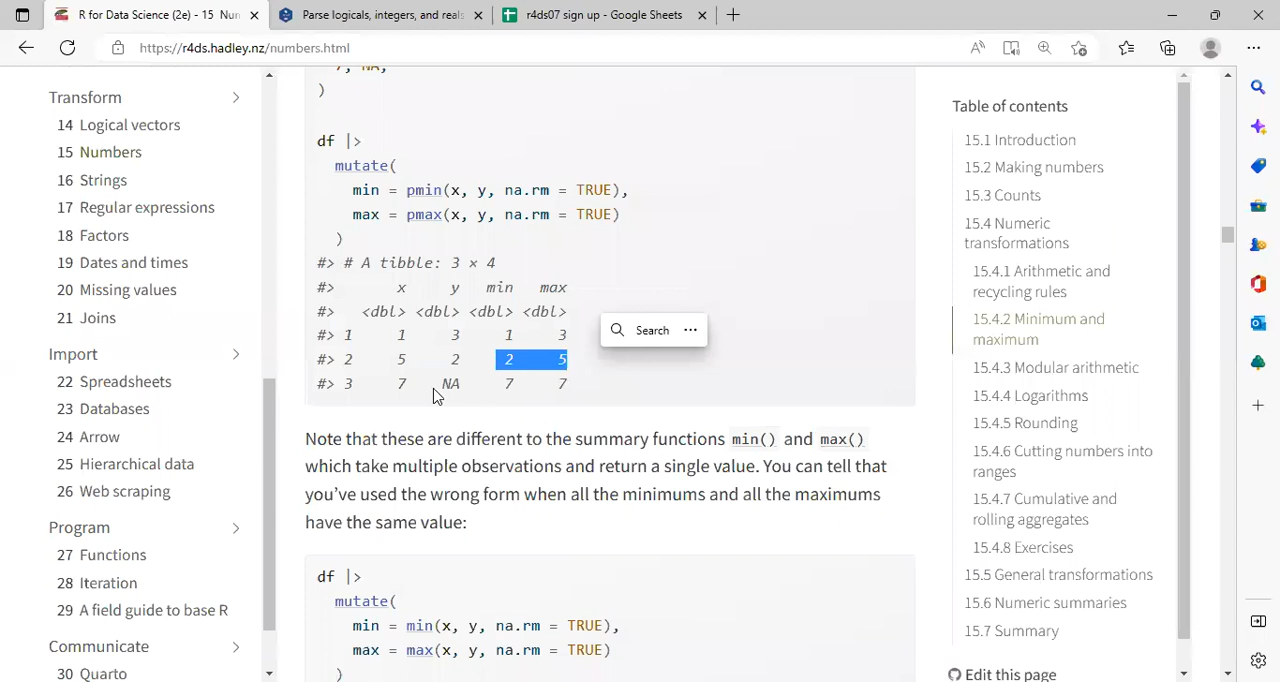 R for Data Science (2e) - 15 Num
Parse logicals, integers, and reals
r4ds07 sign up - Google Sheets
https://r4ds.hadley.nz/numbers.html
Transform
14 Logical vectors
15 Numbers
16 Strings
17 Regular expressions
18 Factors
19 Dates and times
20 Missing values
21 Joins
Import
22 Spreadsheets
23 Databases
24 Arrow
25 Hierarchical data
26 Web scraping
Program
27 Functions
28 Iteration
29 A field guide to base R
Communicate
30 Quarto
7, NA,
)
df |>
mutate(
min = pmin(x, y, na.rm = TRUE),
max = pmax(x, y, na.rm = TRUE)
)
#> # A tibble: 3 × 4
#> x y min max
#> <dbl> <dbl> <dbl> <dbl>
#> 1 1 3 1 3
#> 2 5 2 2 5
#> 3 7 NA 7 7
Search
Note that these are different to the summary functions min() and max()
which take multiple observations and return a single value. You can tell that
you’ve used the wrong form when all the minimums and all the maximums
have the same value:
df |>
mutate(
min = min(x, y, na.rm = TRUE),
max = max(x, y, na.rm = TRUE)
)
Table of contents
15.1 Introduction
15.2 Making numbers
15.3 Counts
15.4 Numeric
transformations
15.4.1 Arithmetic and
recycling rules
15.4.2 Minimum and
maximum
15.4.3 Modular arithmetic
15.4.4 Logarithms
15.4.5 Rounding
15.4.6 Cutting numbers into
ranges
15.4.7 Cumulative and
rolling aggregates
15.4.8 Exercises
15.5 General transformations
15.6 Numeric summaries
15.7 Summary
Edit this page